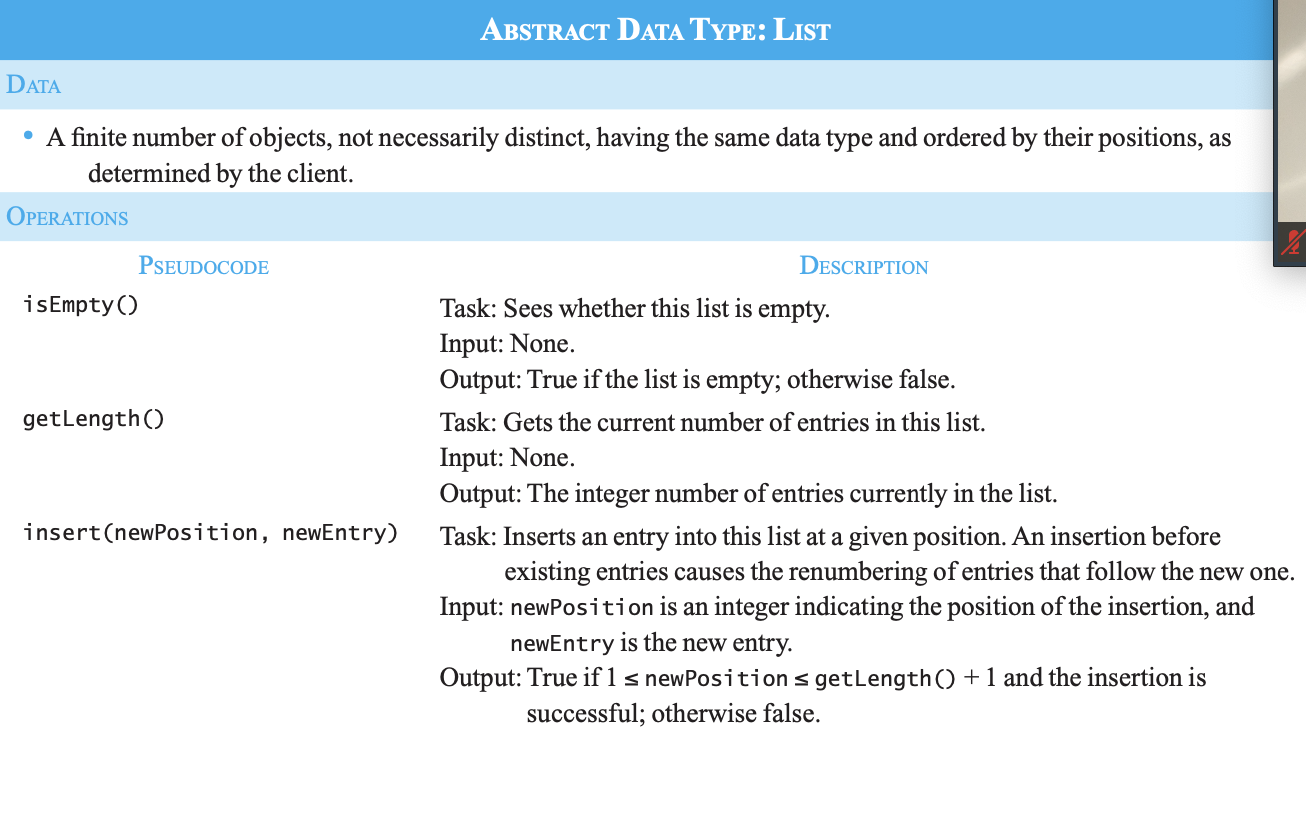 Abstract Data Type: List
Data
• A finite number of objects, not necessarily distinct, having the same data type and ordered by their positions, as
determined by the client.
Operations
Pseudocode Description
isEmpty() Task: Sees whether this list is empty.
Input: None.
Output: True if the list is empty; otherwise false.
getLength() Task: Gets the current number of entries in this list.
Input: None.
Output: The integer number of entries currently in the list.
insert(newPosition, newEntry) Task: Inserts an entry into this list at a given position. An insertion before
existing entries causes the renumbering of entries that follow the new one.
Input: newPosition is an integer indicating the position of the insertion, and
newEntry is the new entry.
Output: True if 1 ≤ newPosition ≤ getLength() + 1 and the insertion is
successful; otherwise false.